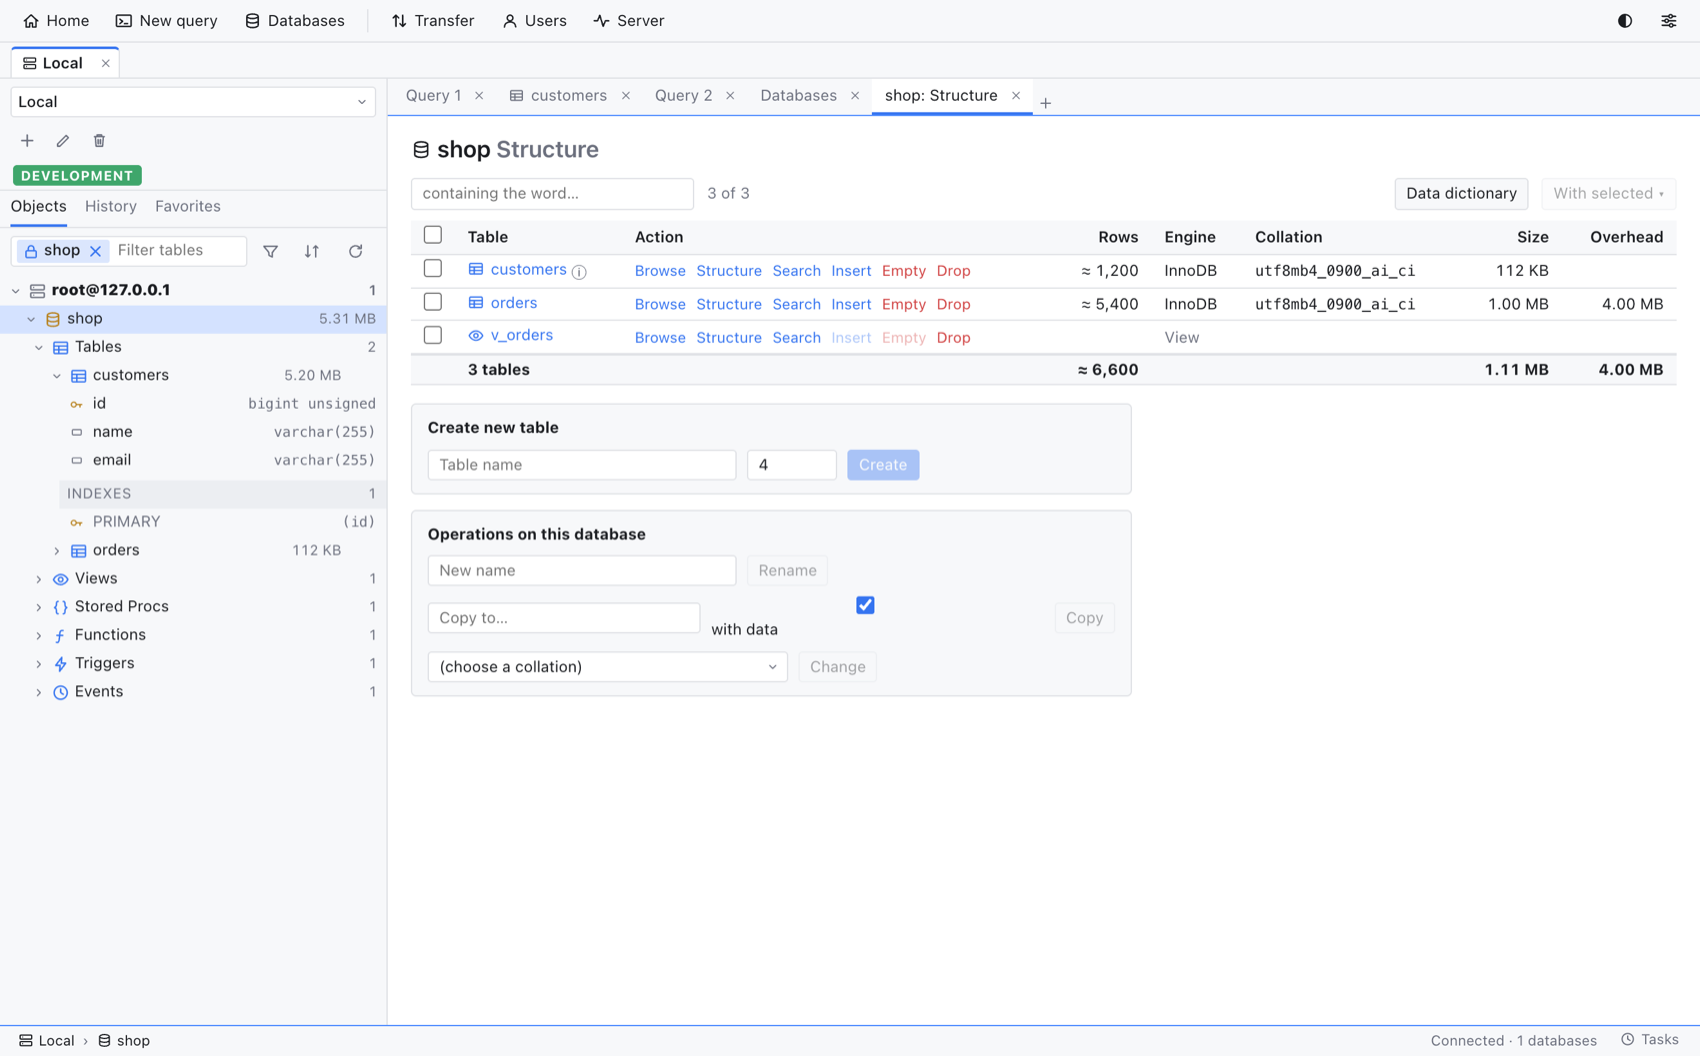 Home New query Databases Transfer Users Server
Local
Local
DEVELOPMENT
Objects History Favorites
shop Filter tables
root@127.0.0.1 1
shop 5.31 MB
Tables 2
customers 5.20 MB
id bigint unsigned
name varchar(255)
email varchar(255)
INDEXES 1
PRIMARY (id)
orders 112 KB
Views 1
Stored Procs 1
Functions 1
Triggers 1
Events 1
Query 1 customers Query 2 Databases shop: Structure
shop Structure
containing the word... 3 of 3 Data dictionary With selected
Table Action Rows Engine Collation Size Overhead
customers Browse Structure Search Insert Empty Drop ≈ 1,200 InnoDB utf8mb4_0900_ai_ci 112 KB
orders Browse Structure Search Insert Empty Drop ≈ 5,400 InnoDB utf8mb4_0900_ai_ci 1.00 MB 4.00 MB
v_orders Browse Structure Search Insert Empty Drop View
3 tables ≈ 6,600 1.11 MB 4.00 MB
Create new table
Table name 4 Create
Operations on this database
New name Rename
Copy to... with data Copy
(choose a collation) Change
Local › shop Connected · 1 databases Tasks